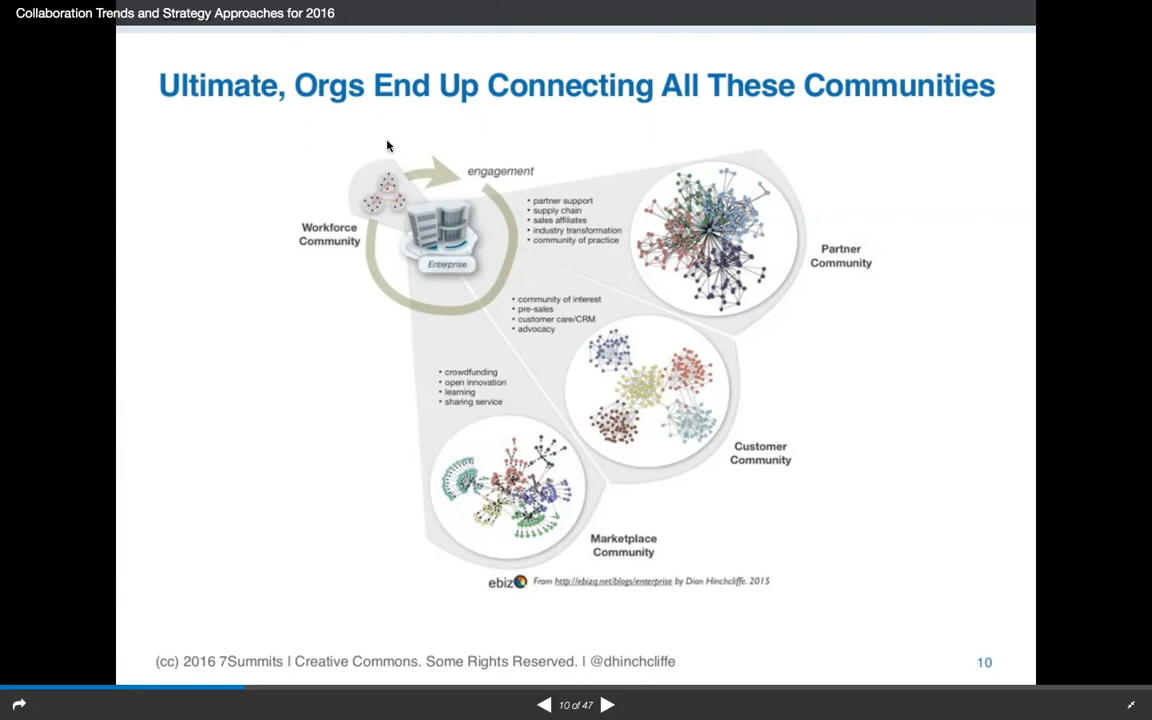 Collaboration Trends and Strategy Approaches for 2016
Ultimate, Orgs End Up Connecting All These Communities
engagement
Workforce
Community
Enterprise
• partner support
• supply chain
• sales affiliates
• industry transformation
• community of practice
Partner
Community
• community of interest
• pre-sales
• customer care/CRM
• advocacy
• crowdfunding
• open innovation
• learning
• sharing service
Customer
Community
Marketplace
Community
ebizQ From http://ebizq.net/blogs/enterprise by Dion Hinchcliffe. 2015
(cc) 2016 7Summits | Creative Commons. Some Rights Reserved. | @dhinchcliffe
10
10 of 47